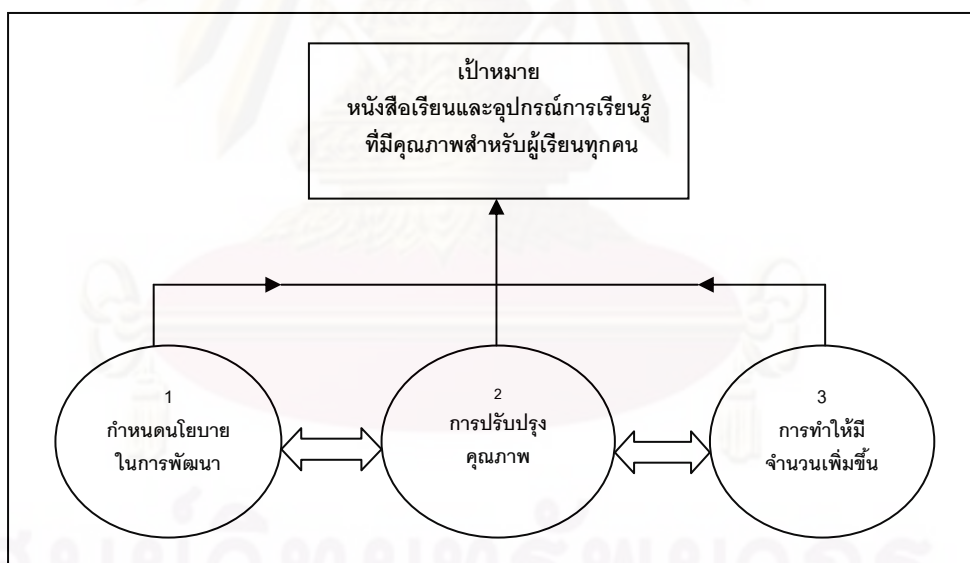 เป้าหมาย
หนังสือเรียนและอุปกรณ์การเรียนรู้
ที่มีคุณภาพสำหรับผู้เรียนทุกคน
1
กำหนดนโยบาย
ในการพัฒนา
2
การปรับปรุง
คุณภาพ
3
การทำให้มี
จำนวนเพิ่มขึ้น